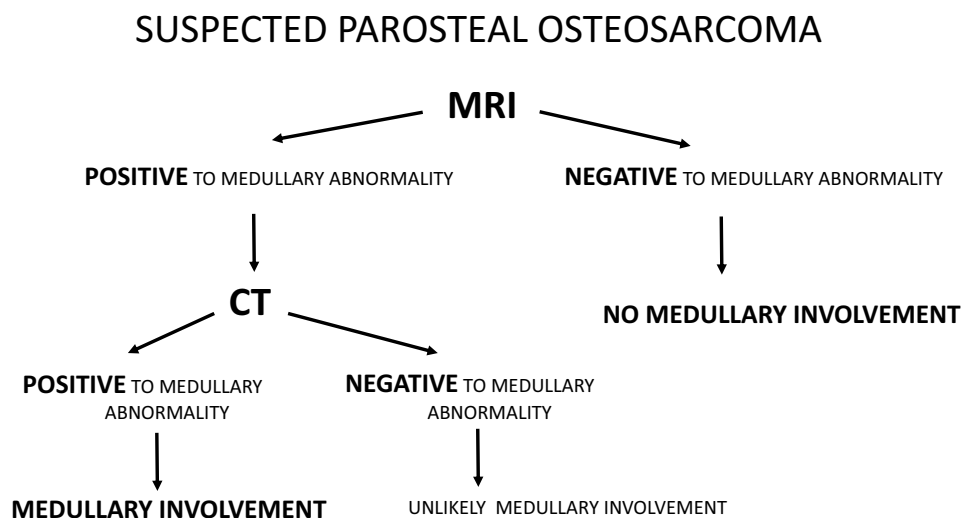 SUSPECTED PAROSTEAL OSTEOSARCOMA
MRI
POSITIVE TO MEDULLARY ABNORMALITY
NEGATIVE TO MEDULLARY ABNORMALITY
CT
NO MEDULLARY INVOLVEMENT
POSITIVE TO MEDULLARY
ABNORMALITY
NEGATIVE TO MEDULLARY
ABNORMALITY
MEDULLARY INVOLVEMENT
UNLIKELY MEDULLARY INVOLVEMENT